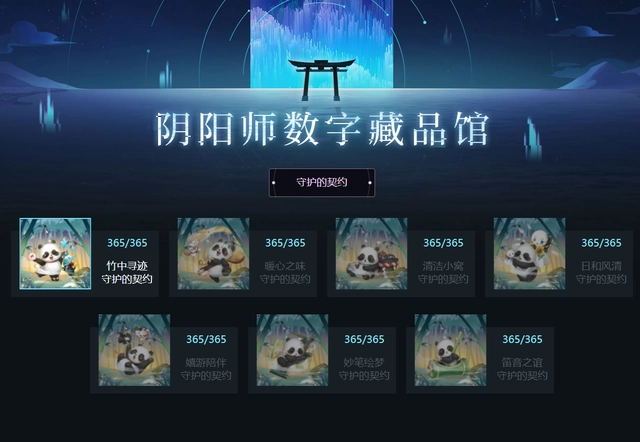 阴阳师数字藏品馆
守护的契约
365/365
竹中寻迹
守护的契约
365/365
暖心之味
守护的契约
365/365
清洁小窝
守护的契约
365/365
日和风清
守护的契约
365/365
嬉游陪伴
守护的契约
365/365
妙笔绘梦
守护的契约
365/365
笛音之谊
守护的契约